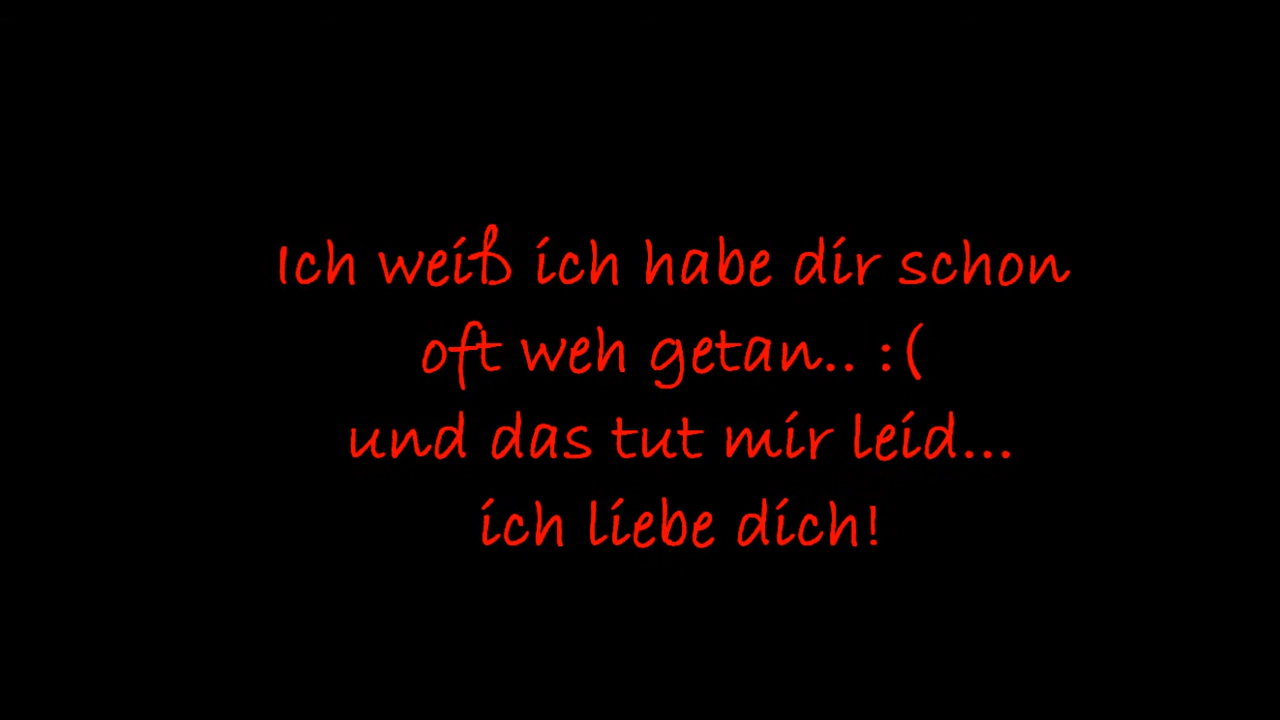 Ich weiß ich habe dir schon
oft weh getan.. :(
und das tut mir leid...
ich liebe dich!